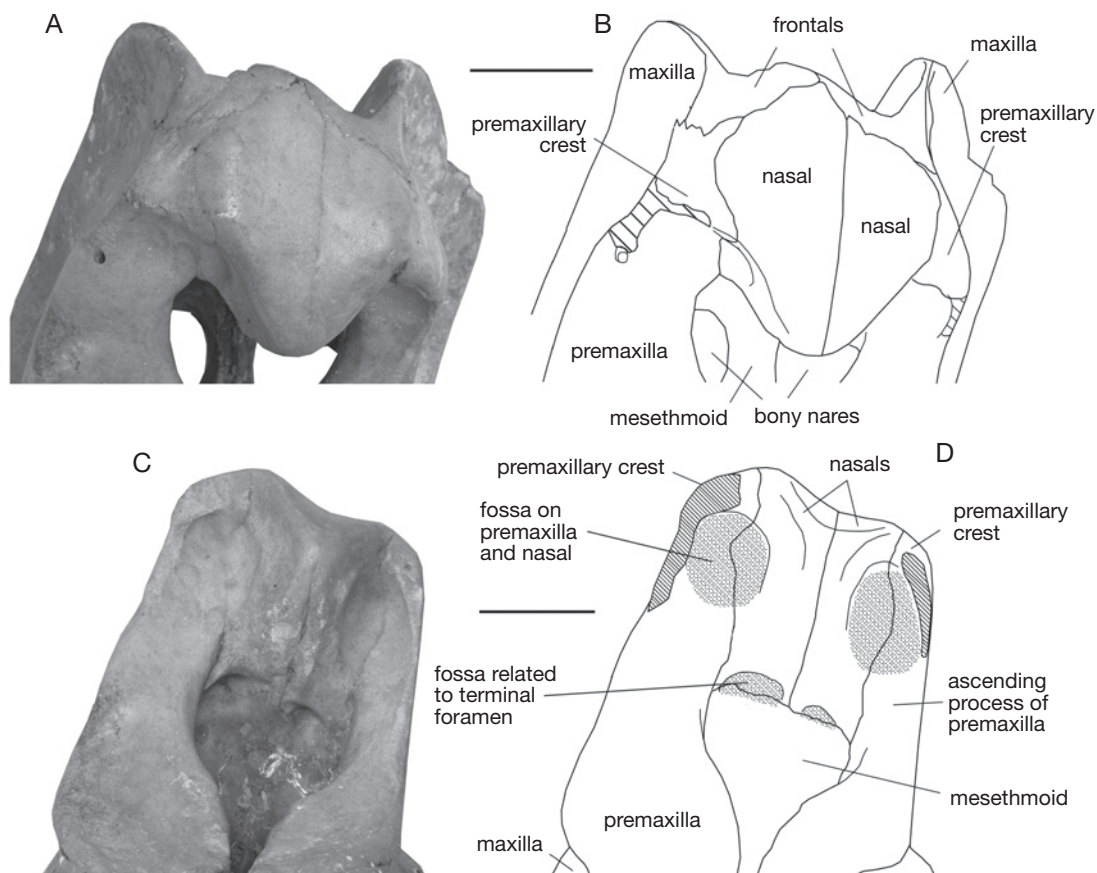 A
B
frontals
maxilla
maxilla
premaxillary
crest
premaxillary
crest
nasal
nasal
premaxilla
mesethmoid
bony nares
C
D
premaxillary crest
nasals
fossa on
premaxilla
and nasal
premaxillary
crest
fossa related
to terminal
foramen
ascending
process of
premaxilla
mesethmoid
premaxilla
maxilla